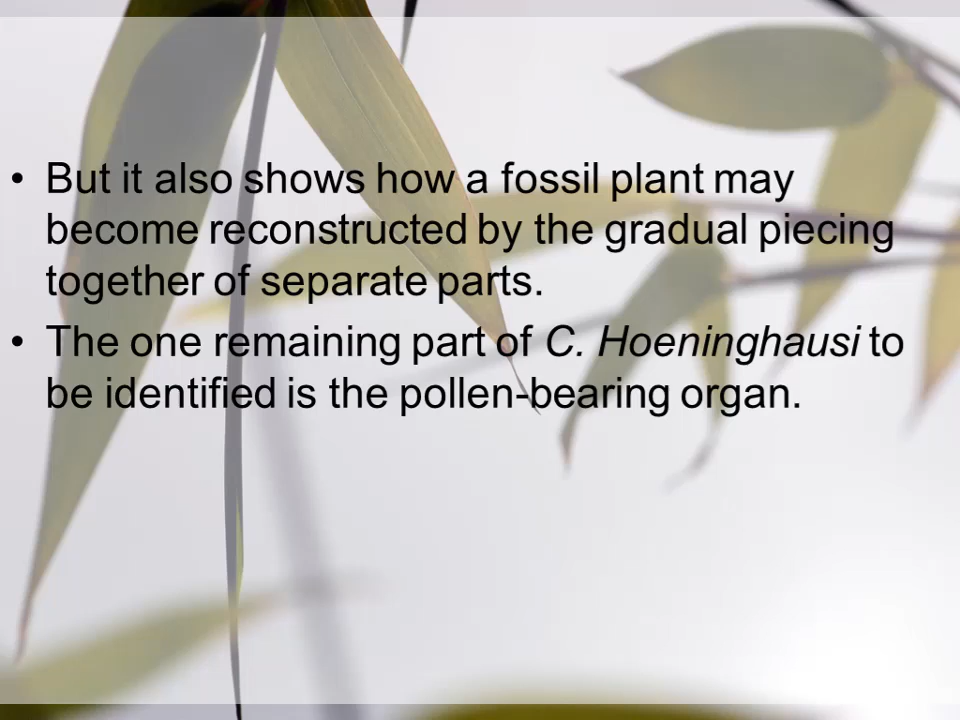 • But it also shows how a fossil plant may
become reconstructed by the gradual piecing
together of separate parts.
• The one remaining part of C. Hoeninghausi to
be identified is the pollen-bearing organ.